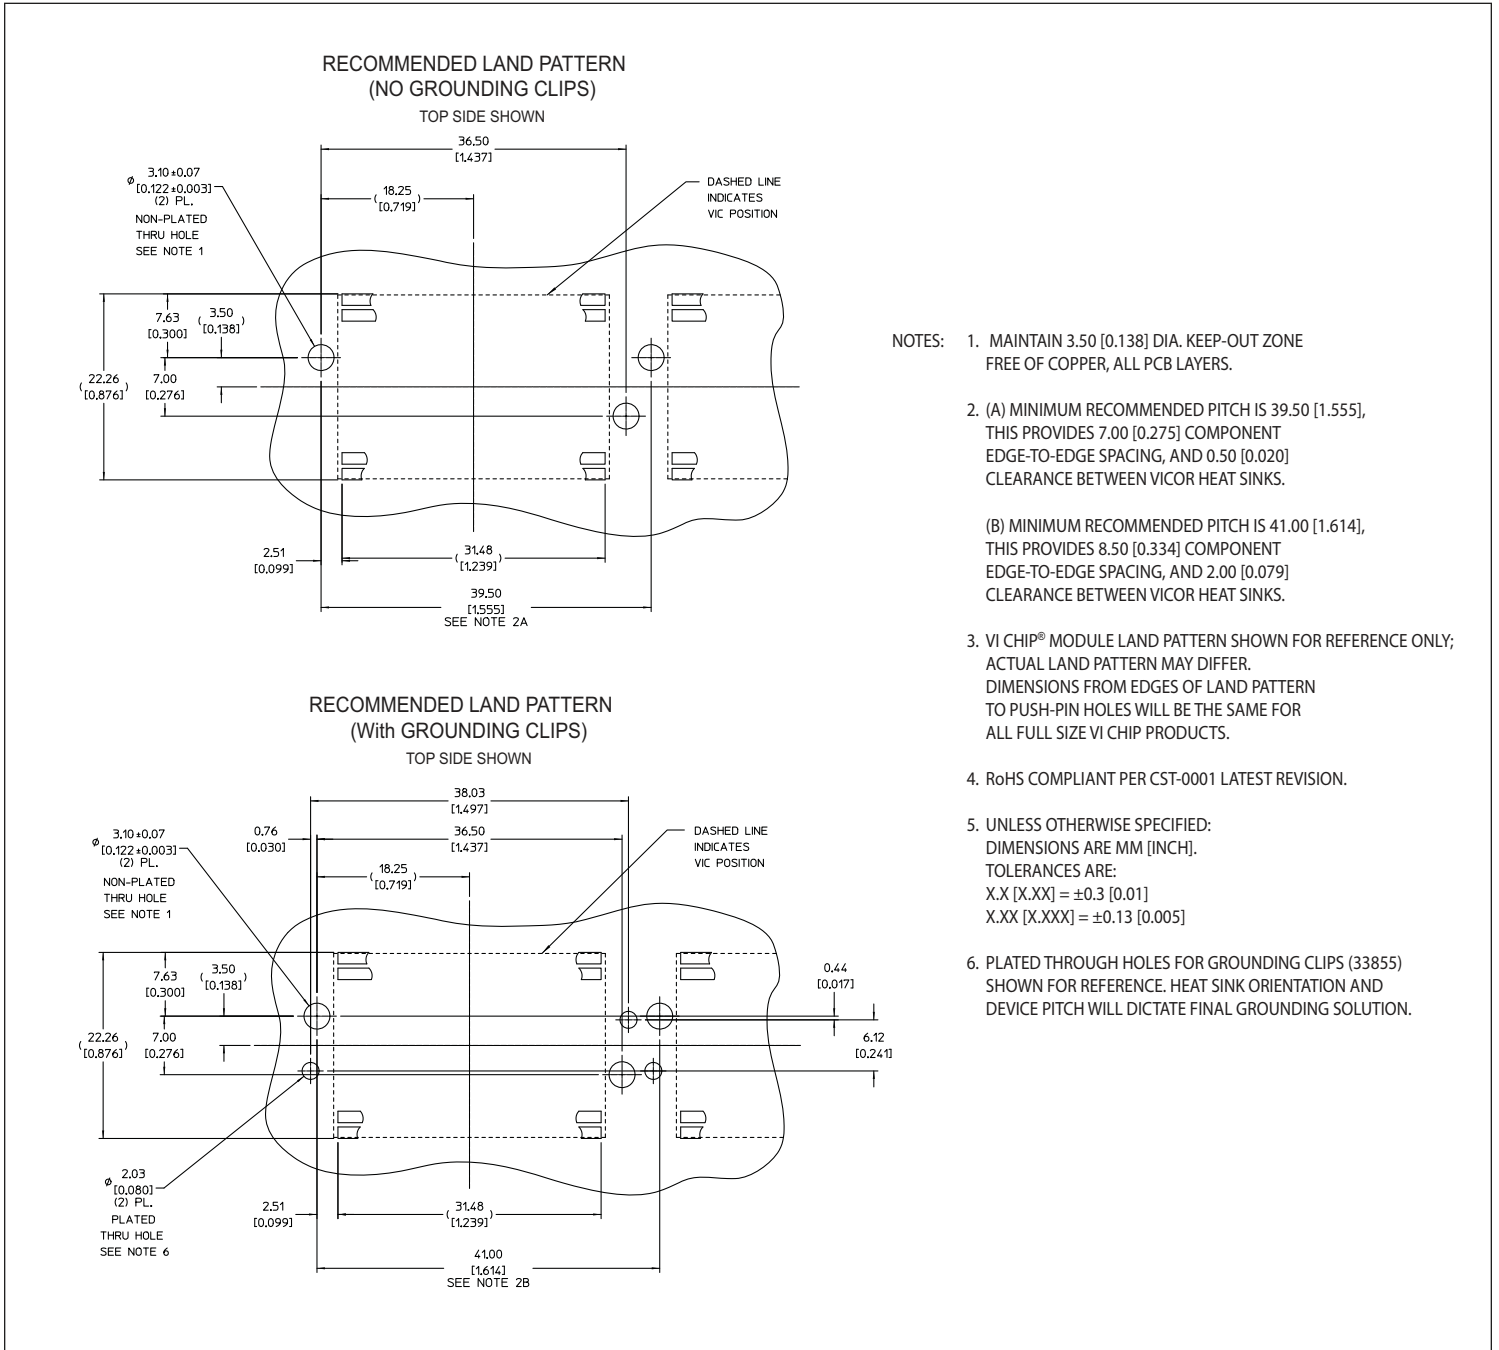 RECOMMENDED LAND PATTERN
(NO GROUNDING CLIPS)
TOP SIDE SHOWN
36.50
[1.437]
ø 3.10±0.07
[0.122±0.003]
(2) PL.
NON-PLATED
THRU HOLE
SEE NOTE 1
(18.25)
[0.719]
DASHED LINE
INDICATES
VIC POSITION
7.63
[0.300]
(3.50)
[0.138]
(22.26)
[0.876]
7.00
[0.276]
2.51
[0.099]
(31.48)
[1.239]
39.50
[1.555]
SEE NOTE 2A
RECOMMENDED LAND PATTERN
(With GROUNDING CLIPS)
TOP SIDE SHOWN
38.03
[1.497]
ø 3.10±0.07
[0.122±0.003]
(2) PL.
NON-PLATED
THRU HOLE
SEE NOTE 1
0.76
[0.030]
36.50
[1.437]
(18.25)
[0.719]
DASHED LINE
INDICATES
VIC POSITION
7.63
[0.300]
(3.50)
[0.138]
0.44
[0.017]
(22.26)
[0.876]
7.00
[0.276]
6.12
[0.241]
ø 2.03
[0.080]
(2) PL.
PLATED
THRU HOLE
SEE NOTE 6
2.51
[0.099]
(31.48)
[1.239]
41.00
[1.614]
SEE NOTE 2B
NOTES: 1. MAINTAIN 3.50 [0.138] DIA. KEEP-OUT ZONE
FREE OF COPPER, ALL PCB LAYERS.
2. (A) MINIMUM RECOMMENDED PITCH IS 39.50 [1.555],
THIS PROVIDES 7.00 [0.275] COMPONENT
EDGE-TO-EDGE SPACING, AND 0.50 [0.020]
CLEARANCE BETWEEN VICOR HEAT SINKS.
(B) MINIMUM RECOMMENDED PITCH IS 41.00 [1.614],
THIS PROVIDES 8.50 [0.334] COMPONENT
EDGE-TO-EDGE SPACING, AND 2.00 [0.079]
CLEARANCE BETWEEN VICOR HEAT SINKS.
3. VI CHIP® MODULE LAND PATTERN SHOWN FOR REFERENCE ONLY;
ACTUAL LAND PATTERN MAY DIFFER.
DIMENSIONS FROM EDGES OF LAND PATTERN
TO PUSH-PIN HOLES WILL BE THE SAME FOR
ALL FULL SIZE VI CHIP PRODUCTS.
4. RoHS COMPLIANT PER CST-0001 LATEST REVISION.
5. UNLESS OTHERWISE SPECIFIED:
DIMENSIONS ARE MM [INCH].
TOLERANCES ARE:
X.X [X.XX] = ±0.3 [0.01]
X.XX [X.XXX] = ±0.13 [0.005]
6. PLATED THROUGH HOLES FOR GROUNDING CLIPS (33855)
SHOWN FOR REFERENCE. HEAT SINK ORIENTATION AND
DEVICE PITCH WILL DICTATE FINAL GROUNDING SOLUTION.